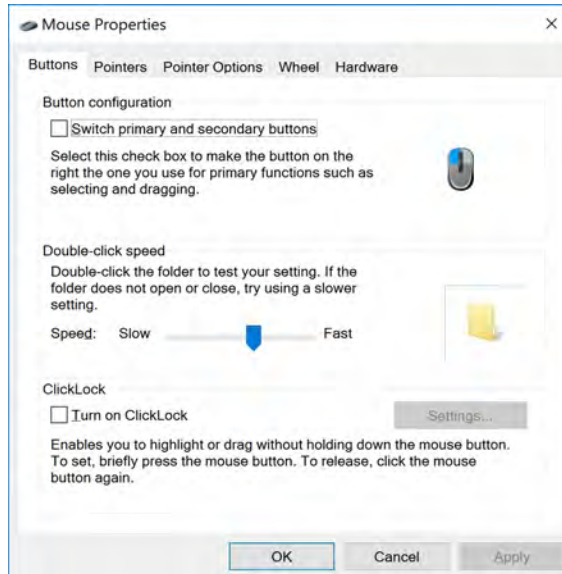 Mouse Properties
Buttons Pointers Pointer Options Wheel Hardware
Button configuration
Switch primary and secondary buttons
Select this check box to make the button on the
right the one you use for primary functions such as
selecting and dragging.
Double-click speed
Double-click the folder to test your setting. If the
folder does not open or close, try using a slower
setting.
Speed: Slow Fast
ClickLock
Turn on ClickLock Settings...
Enables you to highlight or drag without holding down the mouse button.
To set, briefly press the mouse button. To release, click the mouse
button again.
OK Cancel Apply